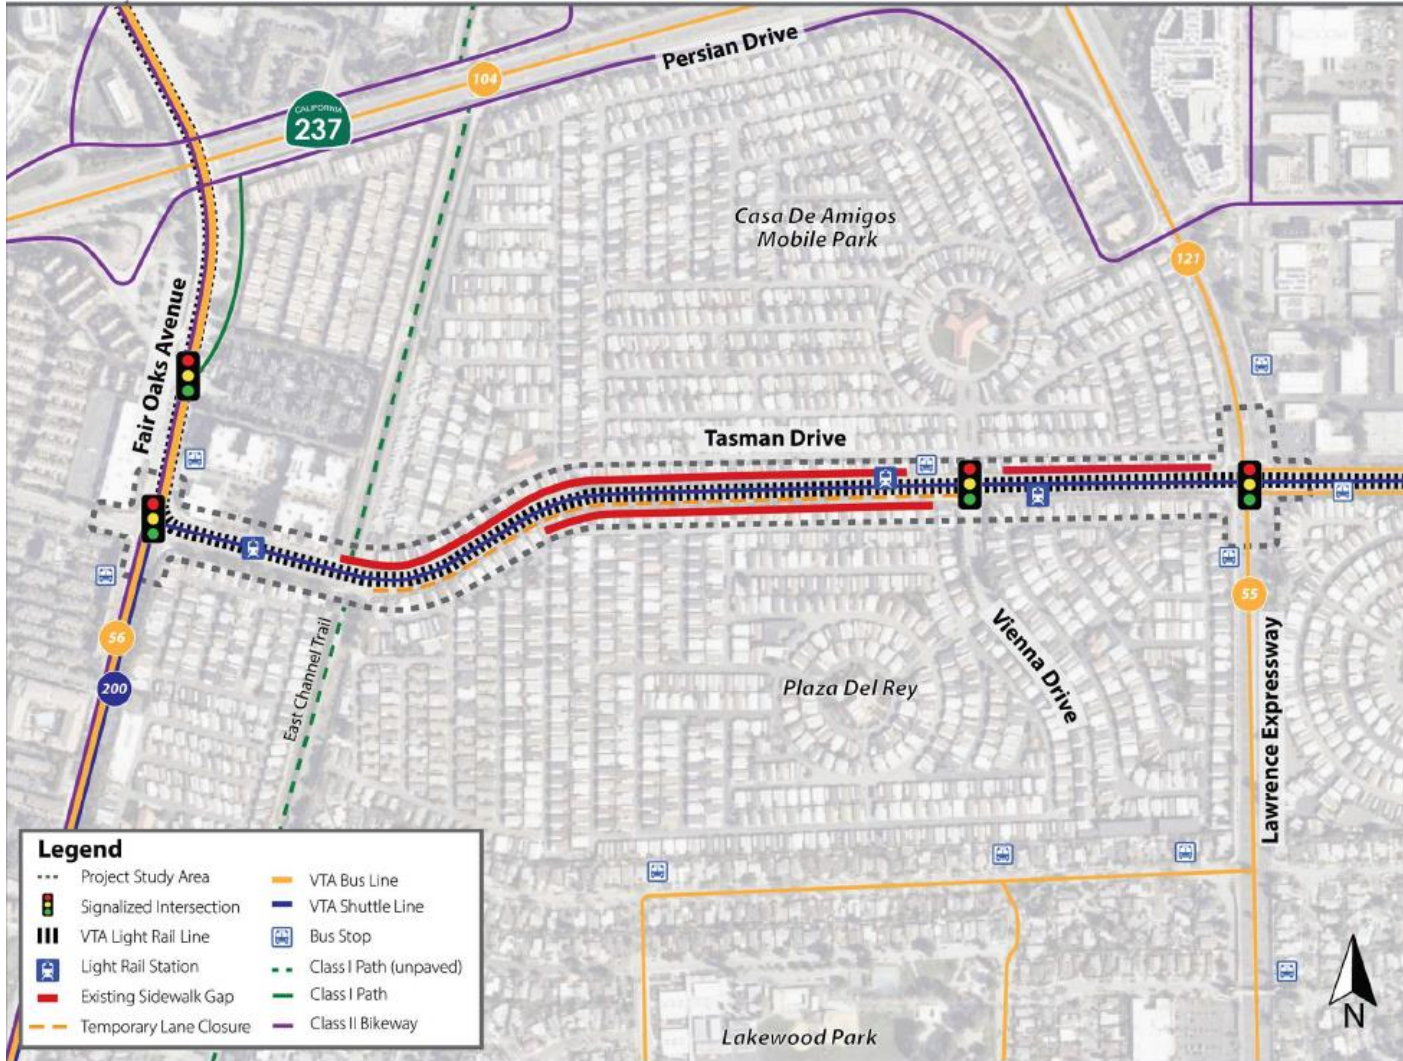 Persian Drive
104
CALIFORNIA
237
Casa De Amigos
Mobile Park
121
Fair Oaks Avenue
Tasman Drive
56
200
East Channel Trail
Plaza Del Rey
Vienna Drive
55
Lawrence Expressway
Legend
Project Study Area
Signalized Intersection
VTA Light Rail Line
Light Rail Station
Existing Sidewalk Gap
Temporary Lane Closure
VTA Bus Line
VTA Shuttle Line
Bus Stop
Class I Path (unpaved)
Class I Path
Class II Bikeway
Lakewood Park
N